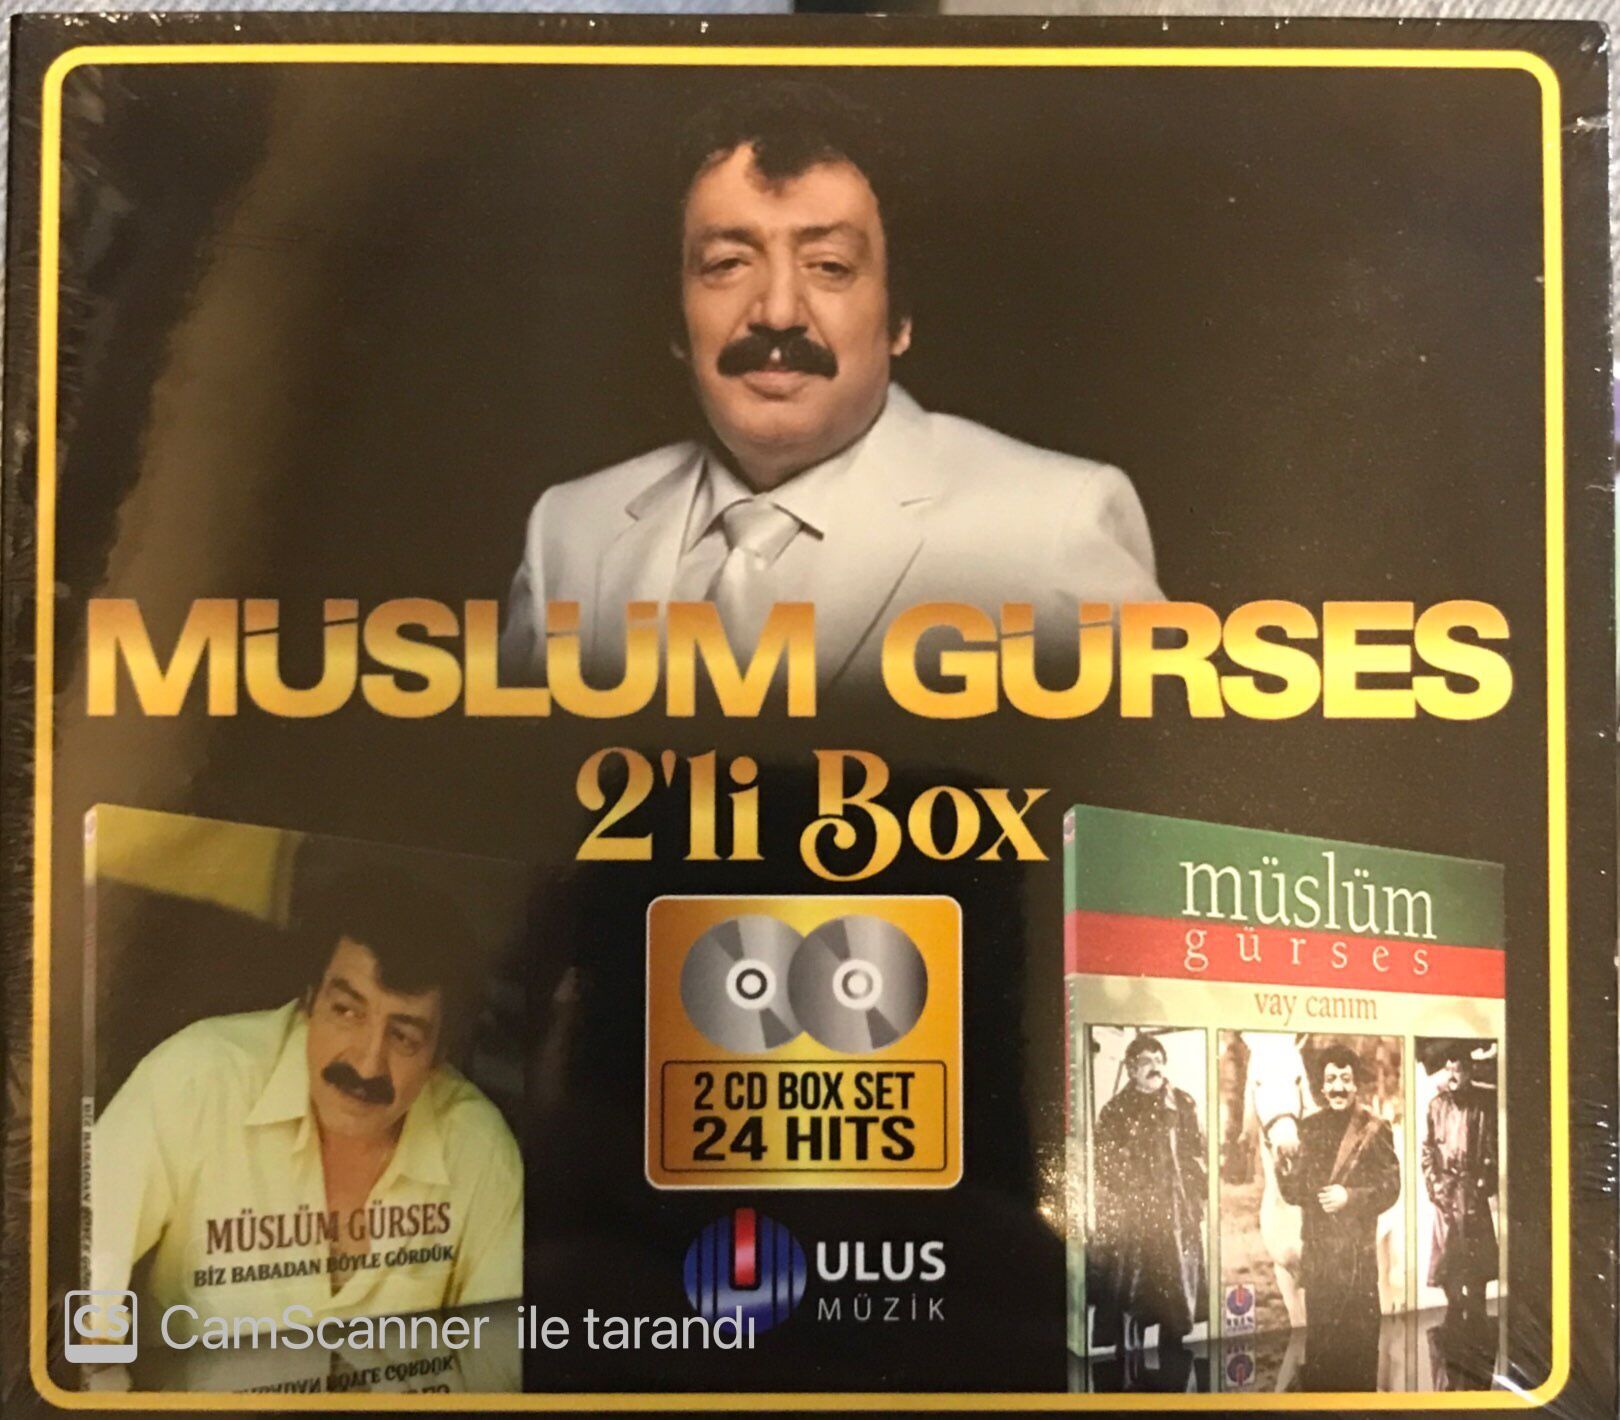 MÜSLÜM GÜRSES
2'li Box
müslüm
gürses
vay canım
2 CD BOX SET
24 HITS
MÜSLÜM GÜRSES
BİZ BABADAN BÖYLE GÖRDÜK
ULUS
MÜZİK
CS CamScanner ile tarandı